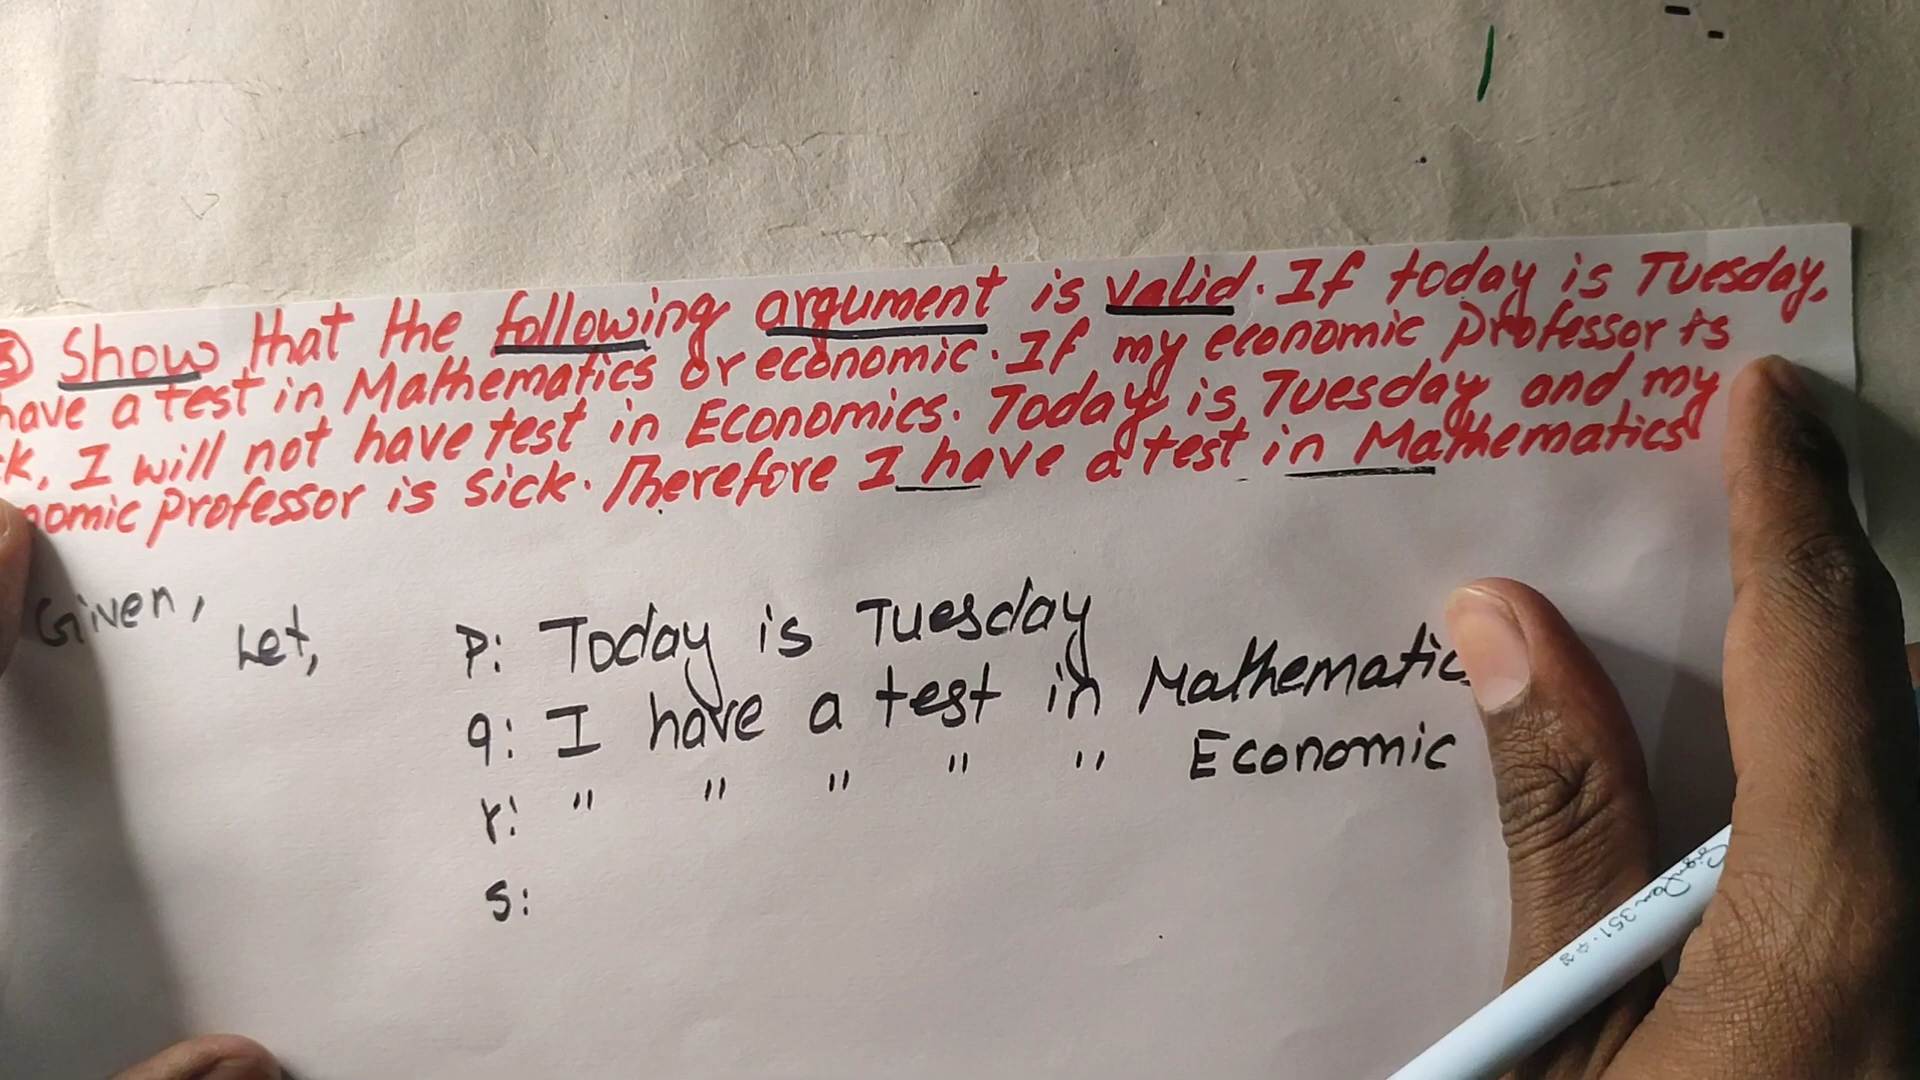 Show that the following argument is valid. If today is Tuesday,
have a test in Mathematics or economic. If my economic Professor is
I will not have test in Economics. Today is Tuesday and my
Professor is sick. Therefore I have a test in Mathematics
Given,
Let, P: Today is Tuesday
q: I have a test in Mathematic
r: " " " " " Economic
s: